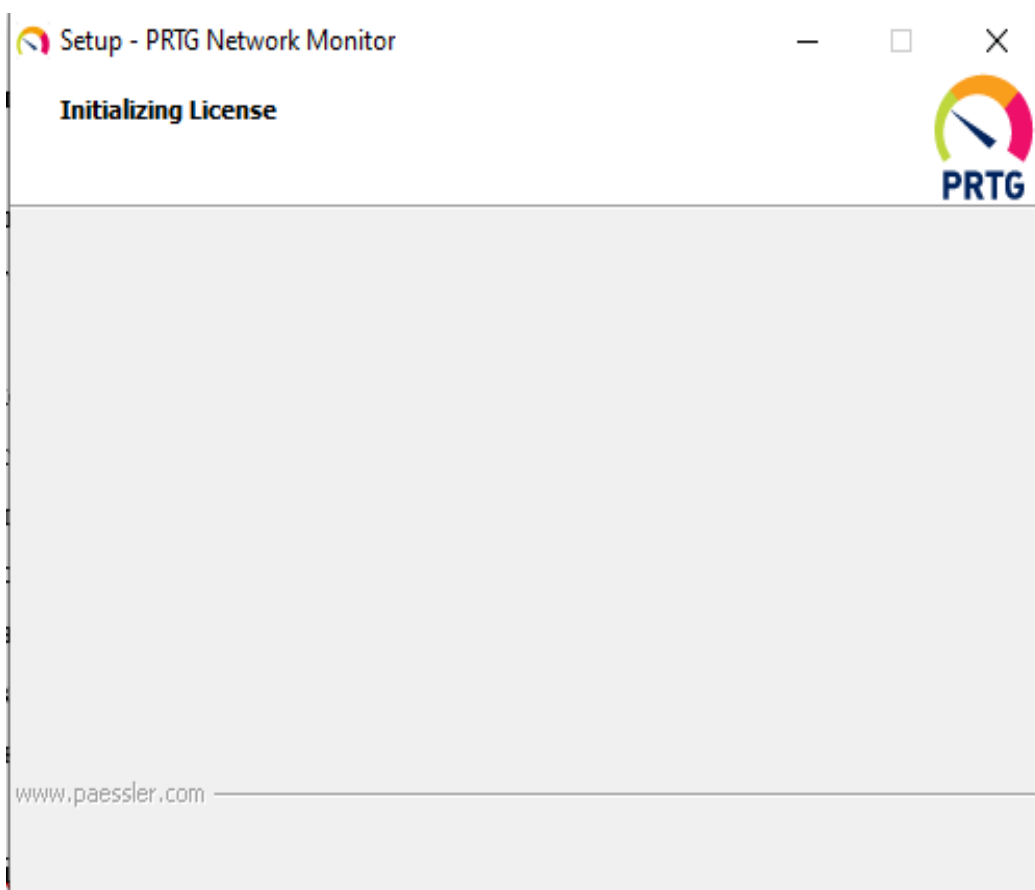 Setup - PRTG Network Monitor
Initializing License
PRTG
www.paessler.com